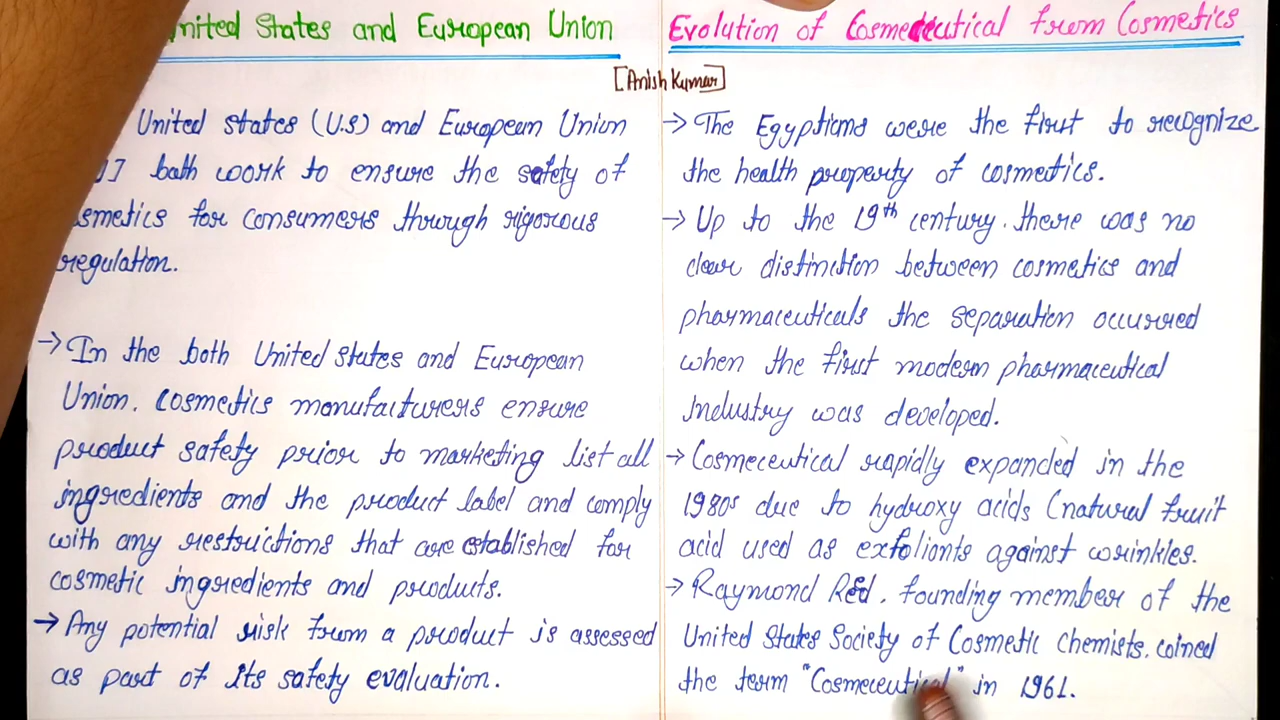 United States and European Union
United states (U.S) and European Union
bath work to ensure the safety of
smetics for consumers through rigorous
regulation.
→ In the both United states and European
Union. cosmetics manufacturers ensure
product safety prior to marketing list all
ingredients and the product label and comply
with any restrictions that are established for
cosmetic ingredients and products.
→ Any potential risk from a product is assessed
as part of its safety evaluation.
Evolution of Cosmeceutical from Cosmetics
[Anish Kumar]
→ The Egyptians were the first to recognize
the health property of cosmetics.
→ Up to the 19th century. there was no
clear distinction between cosmetics and
pharmaceuticals the separation occurred
when the first modern pharmaceutical
Industry was developed.
→ Cosmeceutical rapidly expanded in the
1980s due to hydroxy acids (natural fruit
acid used as exfolionts against wrinkles.
→ Raymond Reed. founding member of the
United States Society of Cosmetic Chemists. coined
the term "Cosmeceutical" in 1961.